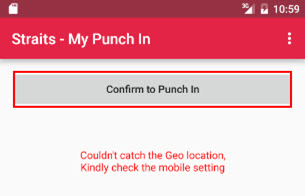 3G 10:59
Straits - My Punch In
Confirm to Punch In
Couldn't catch the Geo location,
Kindly check the mobile setting